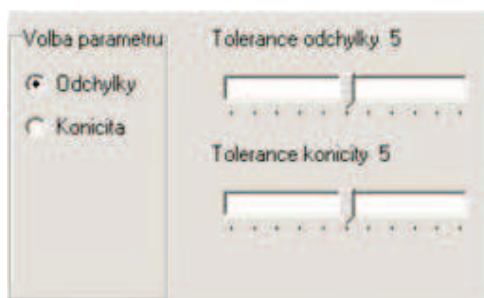 Volba parametru
Odchylky
Konicita
Tolerance odchylky 5
Tolerance konicity 5